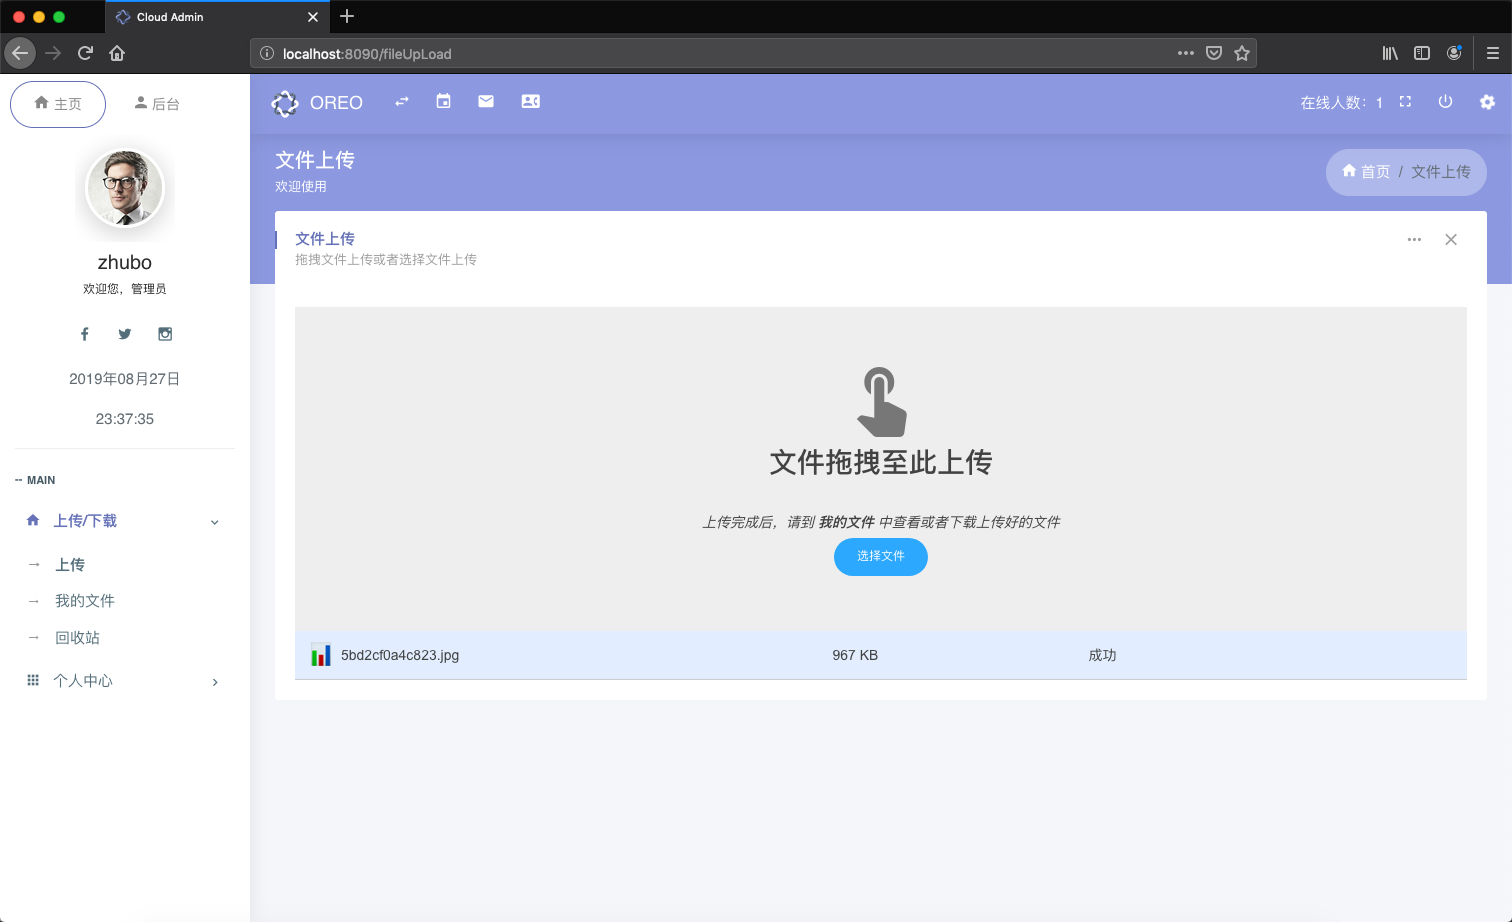 Cloud Admin
localhost:8090/fileUpLoad
主页
后台
OREO
在线人数：1
zhubo
欢迎您，管理员
2019年08月27日
23:37:35
-- MAIN
上传/下载
→ 上传
→ 我的文件
→ 回收站
个人中心
文件上传
欢迎使用
首页 / 文件上传
文件上传
拖拽文件上传或者选择文件上传
文件拖拽至此上传
上传完成后，请到 我的文件 中查看或者下载上传好的文件
选择文件
5bd2cf0a4c823.jpg 967 KB 成功